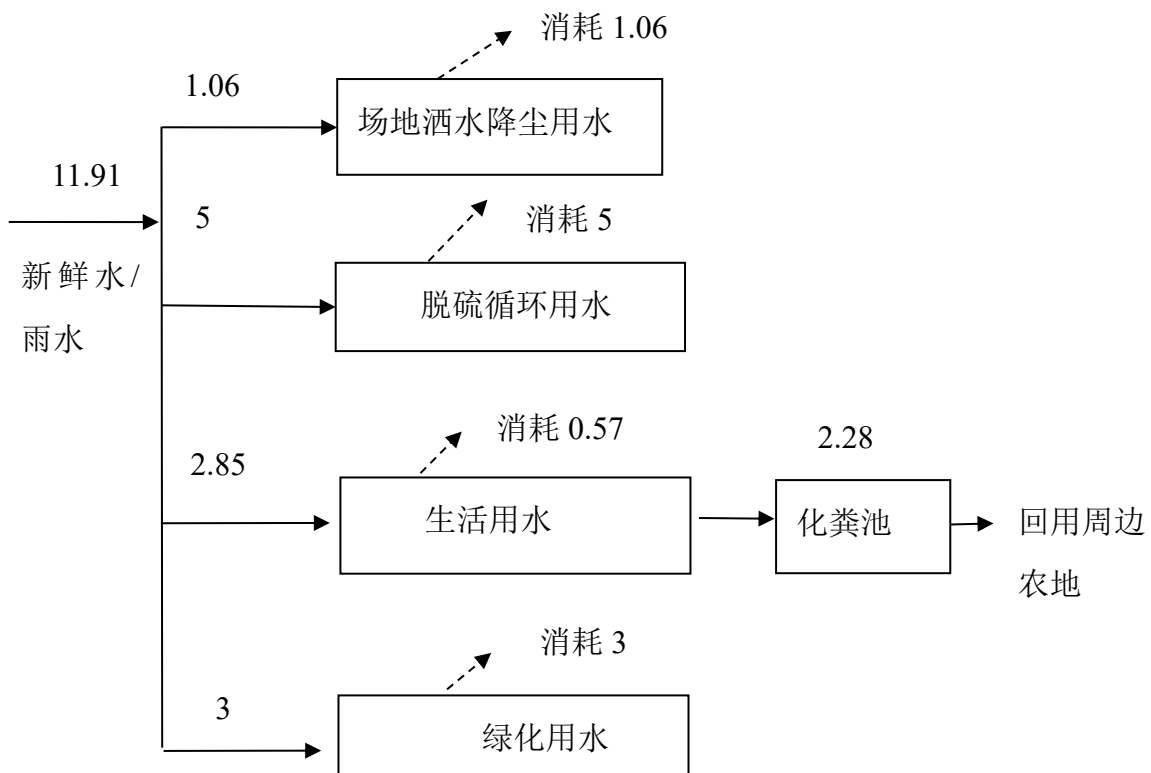 消耗 1.06
1.06
场地洒水降尘用水
11.91
5
消耗 5
新鲜水/
雨水
脱硫循环用水
消耗 0.57
2.28
2.85
生活用水
化粪池
回用周边
农地
消耗 3
3
绿化用水